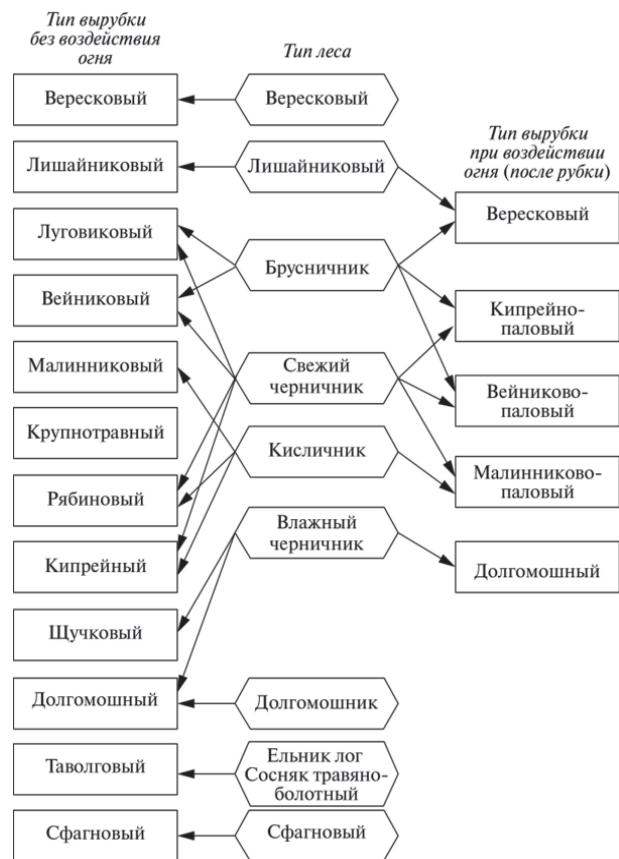 Тип вырубки
без воздействия
огня
Тип леса
Вересковый
Вересковый
Тип вырубки
при воздействии
огня (после рубки)
Лишайниковый
Лишайниковый
Вересковый
Луговиковый
Брусничник
Вейниковый
Кипрейно-
паловый
Малинниковый
Свежий
черничник
Вейниково-
паловый
Крупнотравный
Кисличник
Малинниково-
паловый
Рябиновый
Влажный
черничник
Кипрейный
Долгомошный
Щучковый
Долгомошный
Долгомошник
Таволговый
Ельник лог
Сосняк травяно-
болотный
Сфагновый
Сфагновый